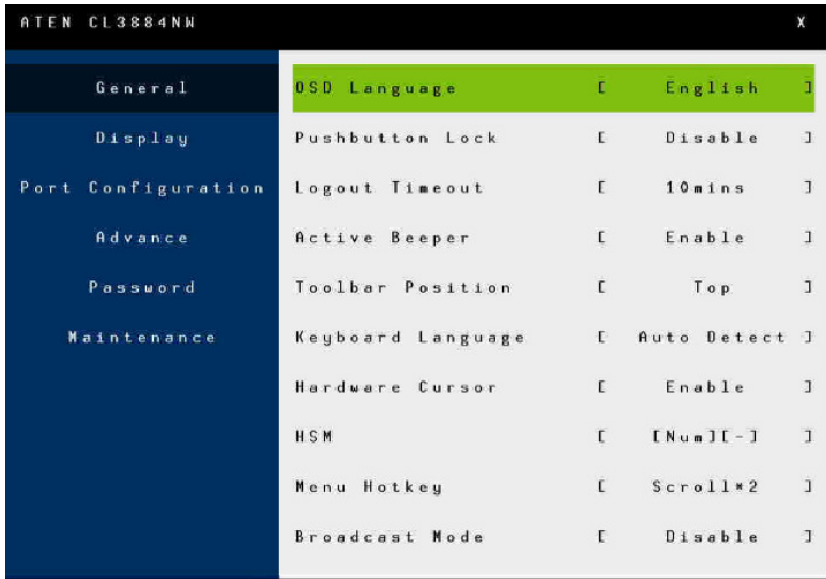 ATEN CL3884NW X
General
Display
Port Configuration
Advance
Password
Maintenance
OSD Language [ English ]
Pushbutton Lock [ Disable ]
Logout Timeout [ 10mins ]
Active Beeper [ Enable ]
Toolbar Position [ Top ]
Keyboard Language [ Auto Detect ]
Hardware Cursor [ Enable ]
HSM [ [Num][-] ]
Menu Hotkey [ Scroll*2 ]
Broadcast Mode [ Disable ]